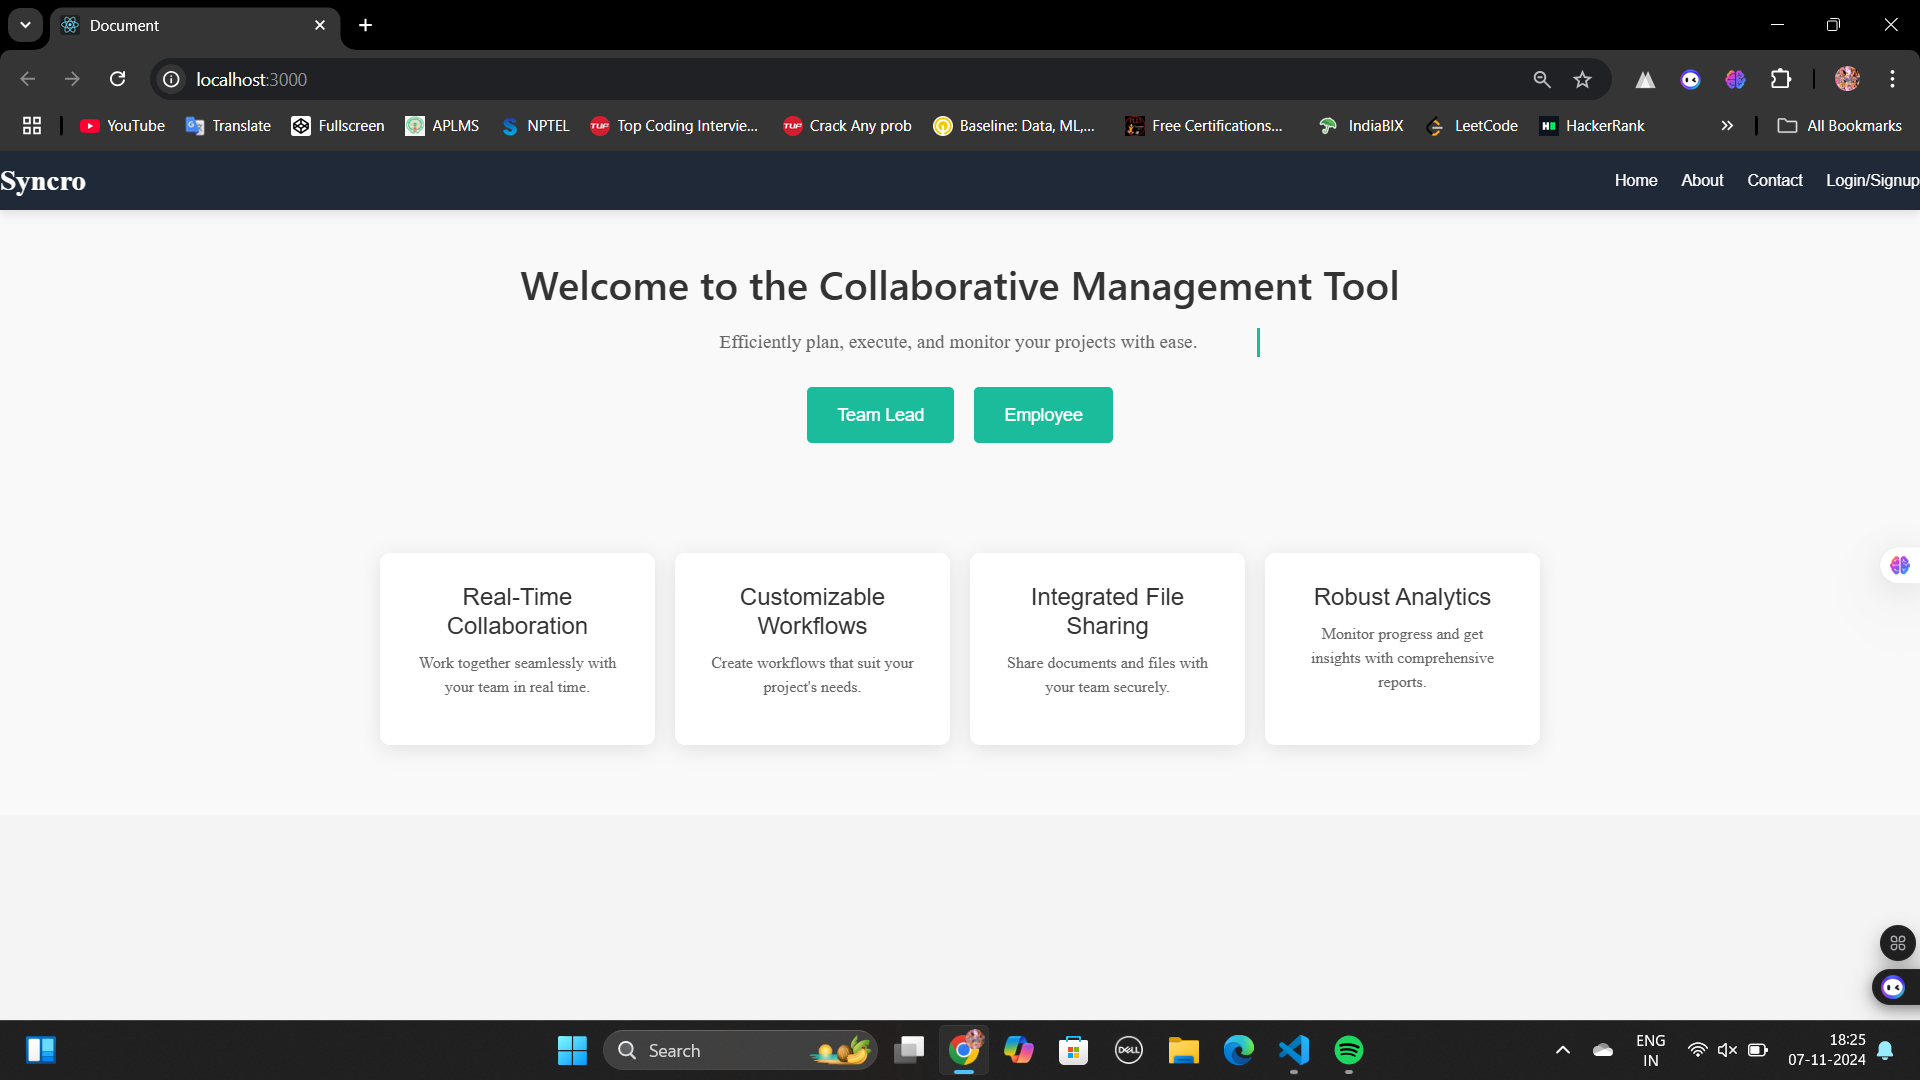 Document
localhost:3000
YouTube Translate Fullscreen APLMS NPTEL TUF Top Coding Intervie... TUF Crack Any prob Baseline: Data, ML,... Free Certifications... IndiaBIX LeetCode HackerRank » All Bookmarks
Syncro Home About Contact Login/Signup
Welcome to the Collaborative Management Tool
Efficiently plan, execute, and monitor your projects with ease.
Team Lead Employee
Real-Time
Collaboration
Work together seamlessly with
your team in real time.
Customizable
Workflows
Create workflows that suit your
project's needs.
Integrated File
Sharing
Share documents and files with
your team securely.
Robust Analytics
Monitor progress and get
insights with comprehensive
reports.
Search
DELL
ENG
IN
18:25
07-11-2024